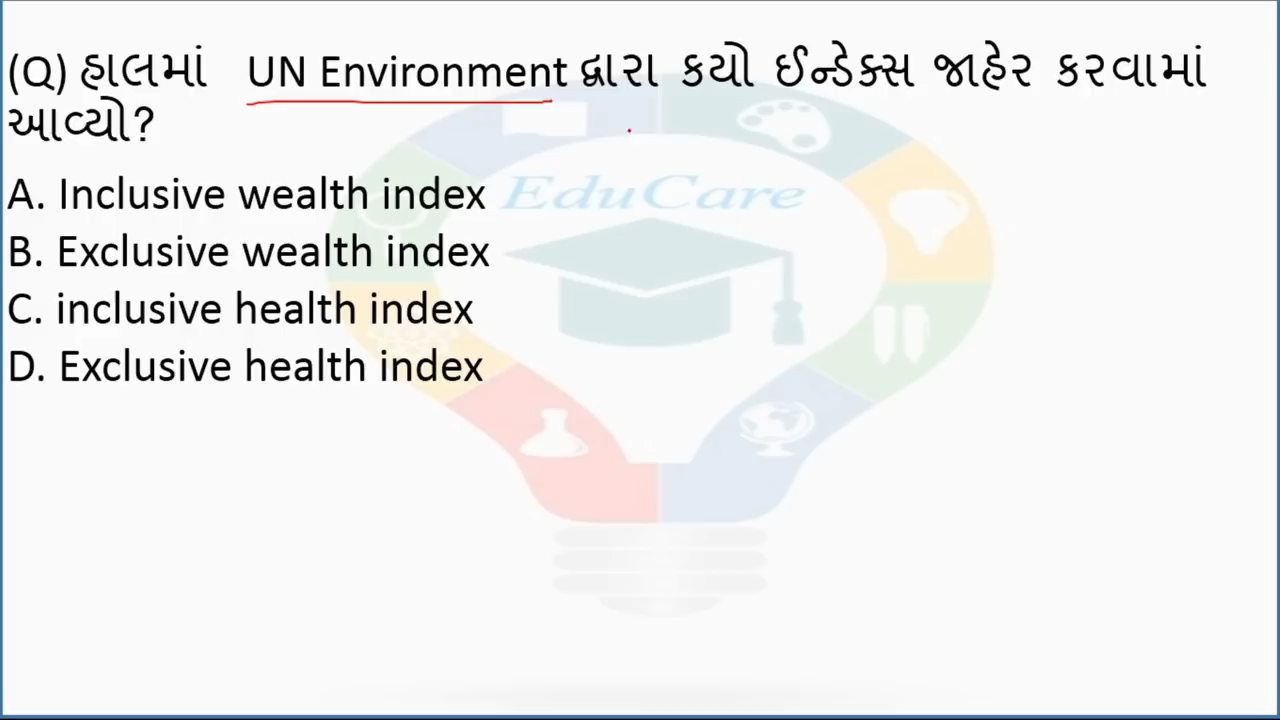 (Q) હાલમાં UN Environment દ્વારા કયો ઈન્ડેક્સ જાહેર કરવામાં
આવ્યો?
EduCare
A. Inclusive wealth index
B. Exclusive wealth index
C. inclusive health index
D. Exclusive health index